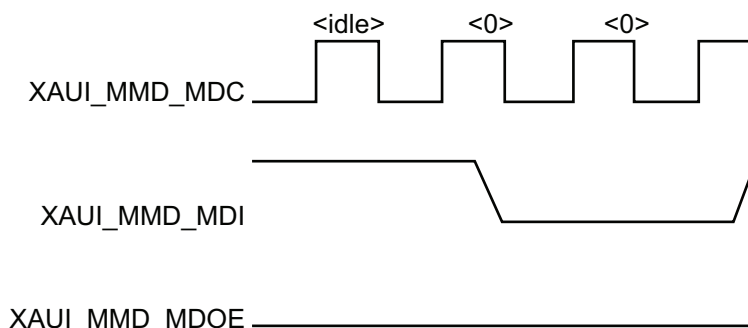 <idle> <0> <0>
XAUI_MMD_MDC
XAUI_MMD_MDI
XAUI_MMD_MDOE